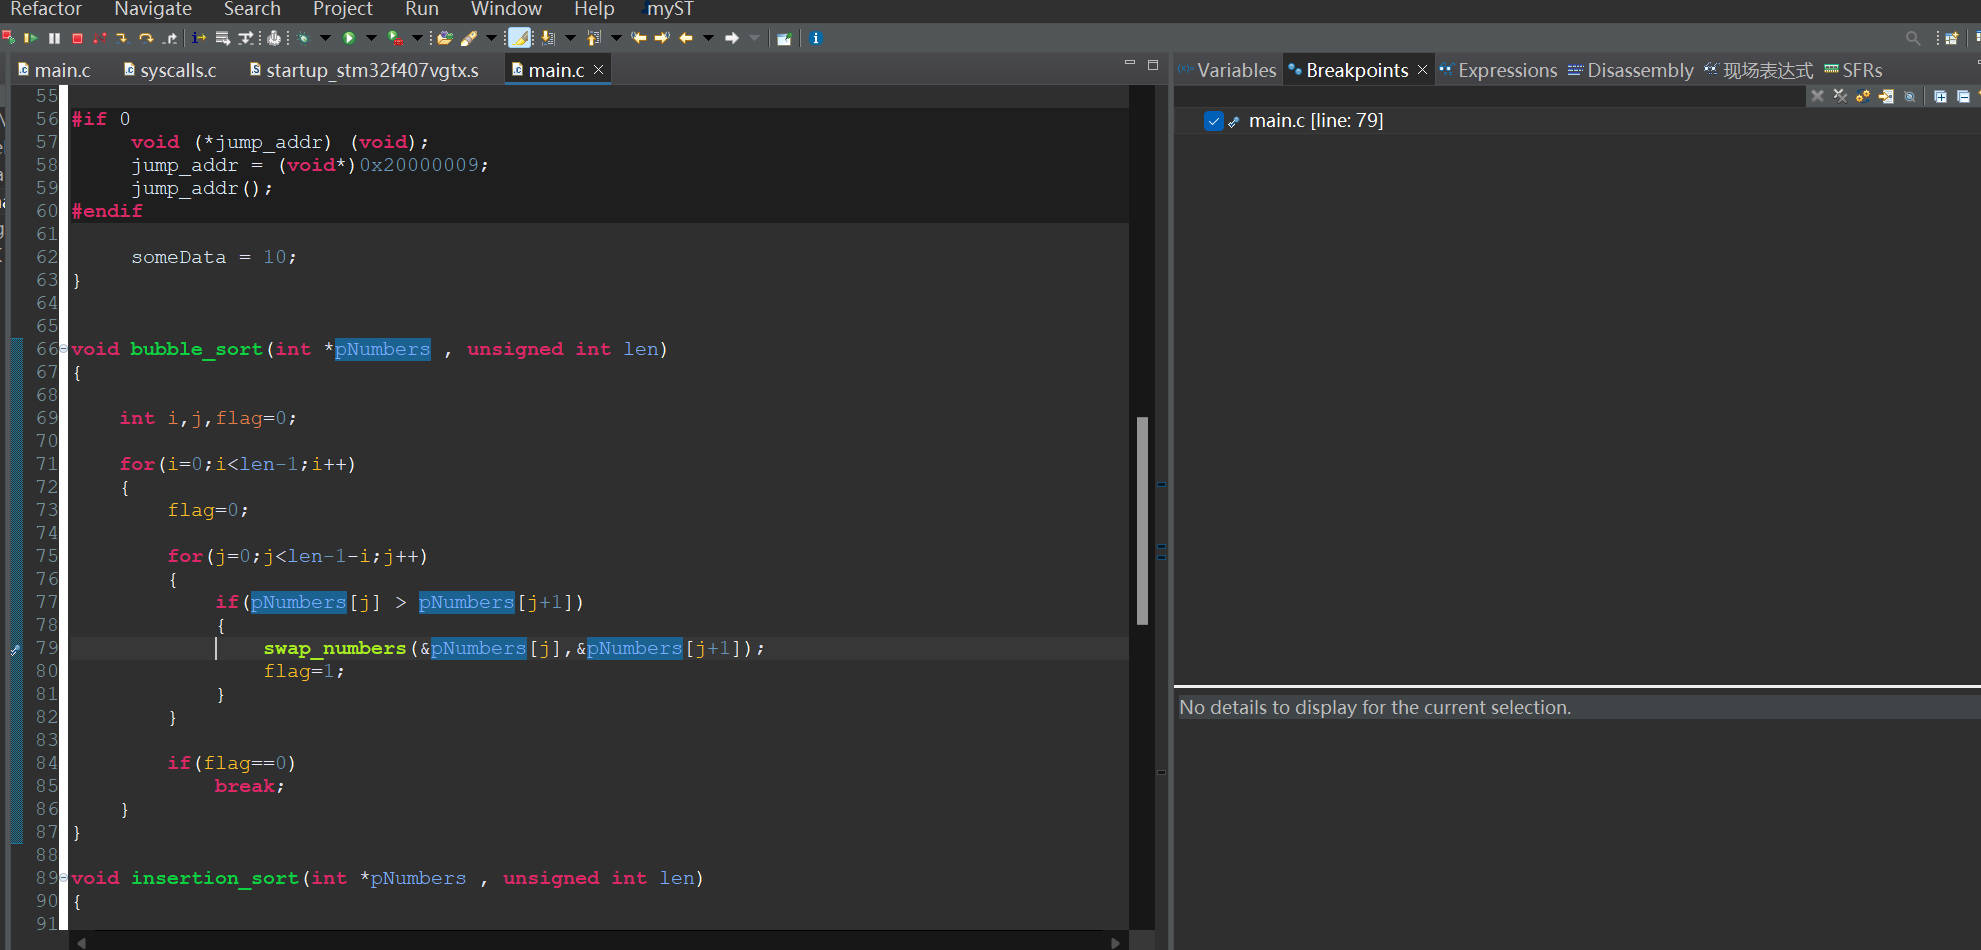 Refactor Navigate Search Project Run Window Help myST
main.c syscalls.c startup_stm32f407vgtx.s main.c
Variables Breakpoints Expressions Disassembly 现场表达式 SFRs
55
56 #if 0
57 void (*jump_addr) (void);
58 jump_addr = (void*)0x20000009;
59 jump_addr();
60 #endif
61
62 someData = 10;
63 }
64
65
66 void bubble_sort(int *pNumbers , unsigned int len)
67 {
68
69 int i,j,flag=0;
70
71 for(i=0;i<len-1;i++)
72 {
73 flag=0;
74
75 for(j=0;j<len-1-i;j++)
76 {
77 if(pNumbers[j] > pNumbers[j+1])
78 {
79 swap_numbers(&pNumbers[j],&pNumbers[j+1]);
80 flag=1;
81 }
82 }
83
84 if(flag==0)
85 break;
86 }
87 }
88
89 void insertion_sort(int *pNumbers , unsigned int len)
90 {
91
main.c [line: 79]
No details to display for the current selection.